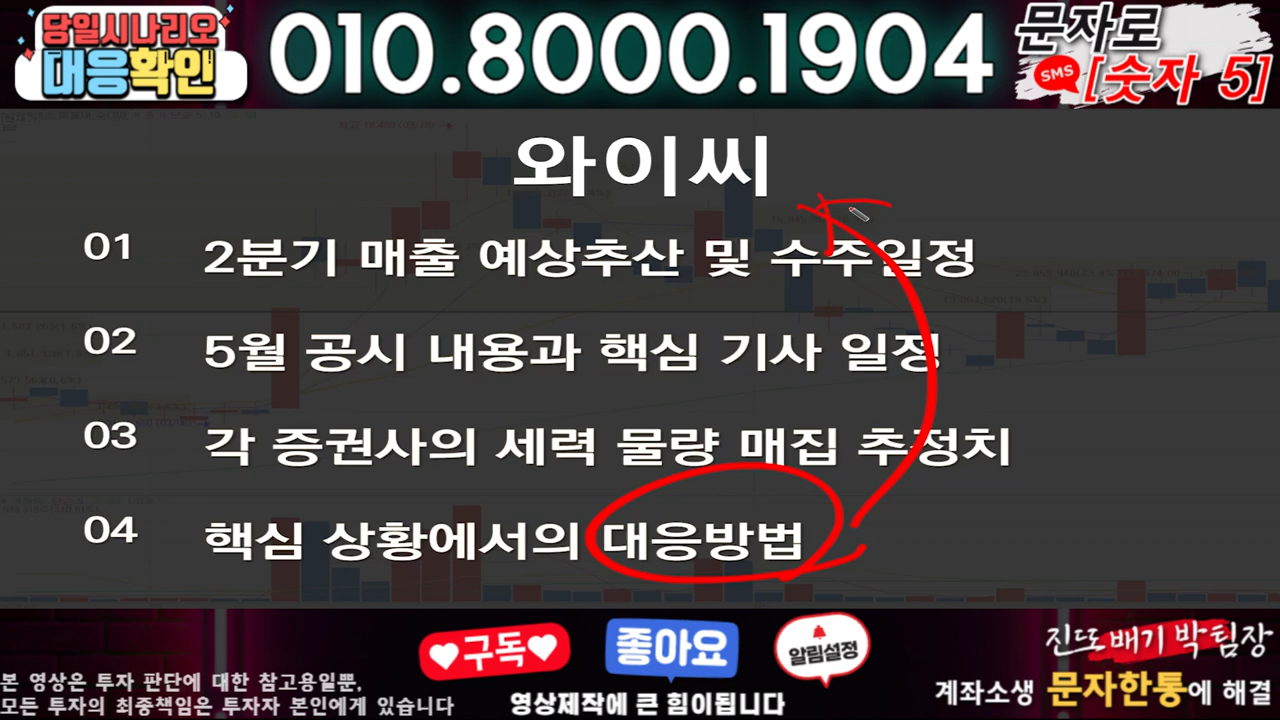 당일시나리오
대응확인
010.8000.1904
문자로
SMS
[숫자 5]
와이씨
01 2분기 매출 예상추산 및 수주일정
02 5월 공시 내용과 핵심 기사 일정
03 각 증권사의 세력 물량 매집 추정치
04 핵심 상황에서의 대응방법
구독
좋아요
알림설정
영상제작에 큰 힘이됩니다
본 영상은 투자 판단에 대한 참고용일뿐,
모든 투자의 최종책임은 투자자 본인에게 있습니다
진또배기 박팀장
계좌소생 문자한통에 해결